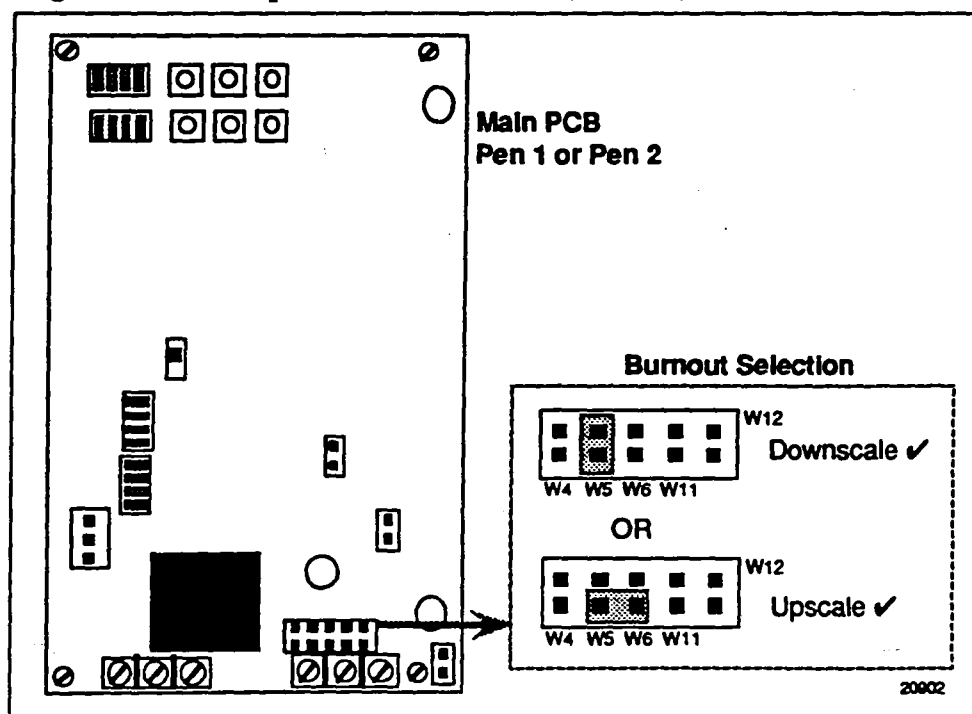 Main PCB
Pen 1 or Pen 2
Burnout Selection
W12
Downscale ✓
W4 W5 W6 W11
OR
W12
Upscale ✓
W4 W5 W6 W11
20902